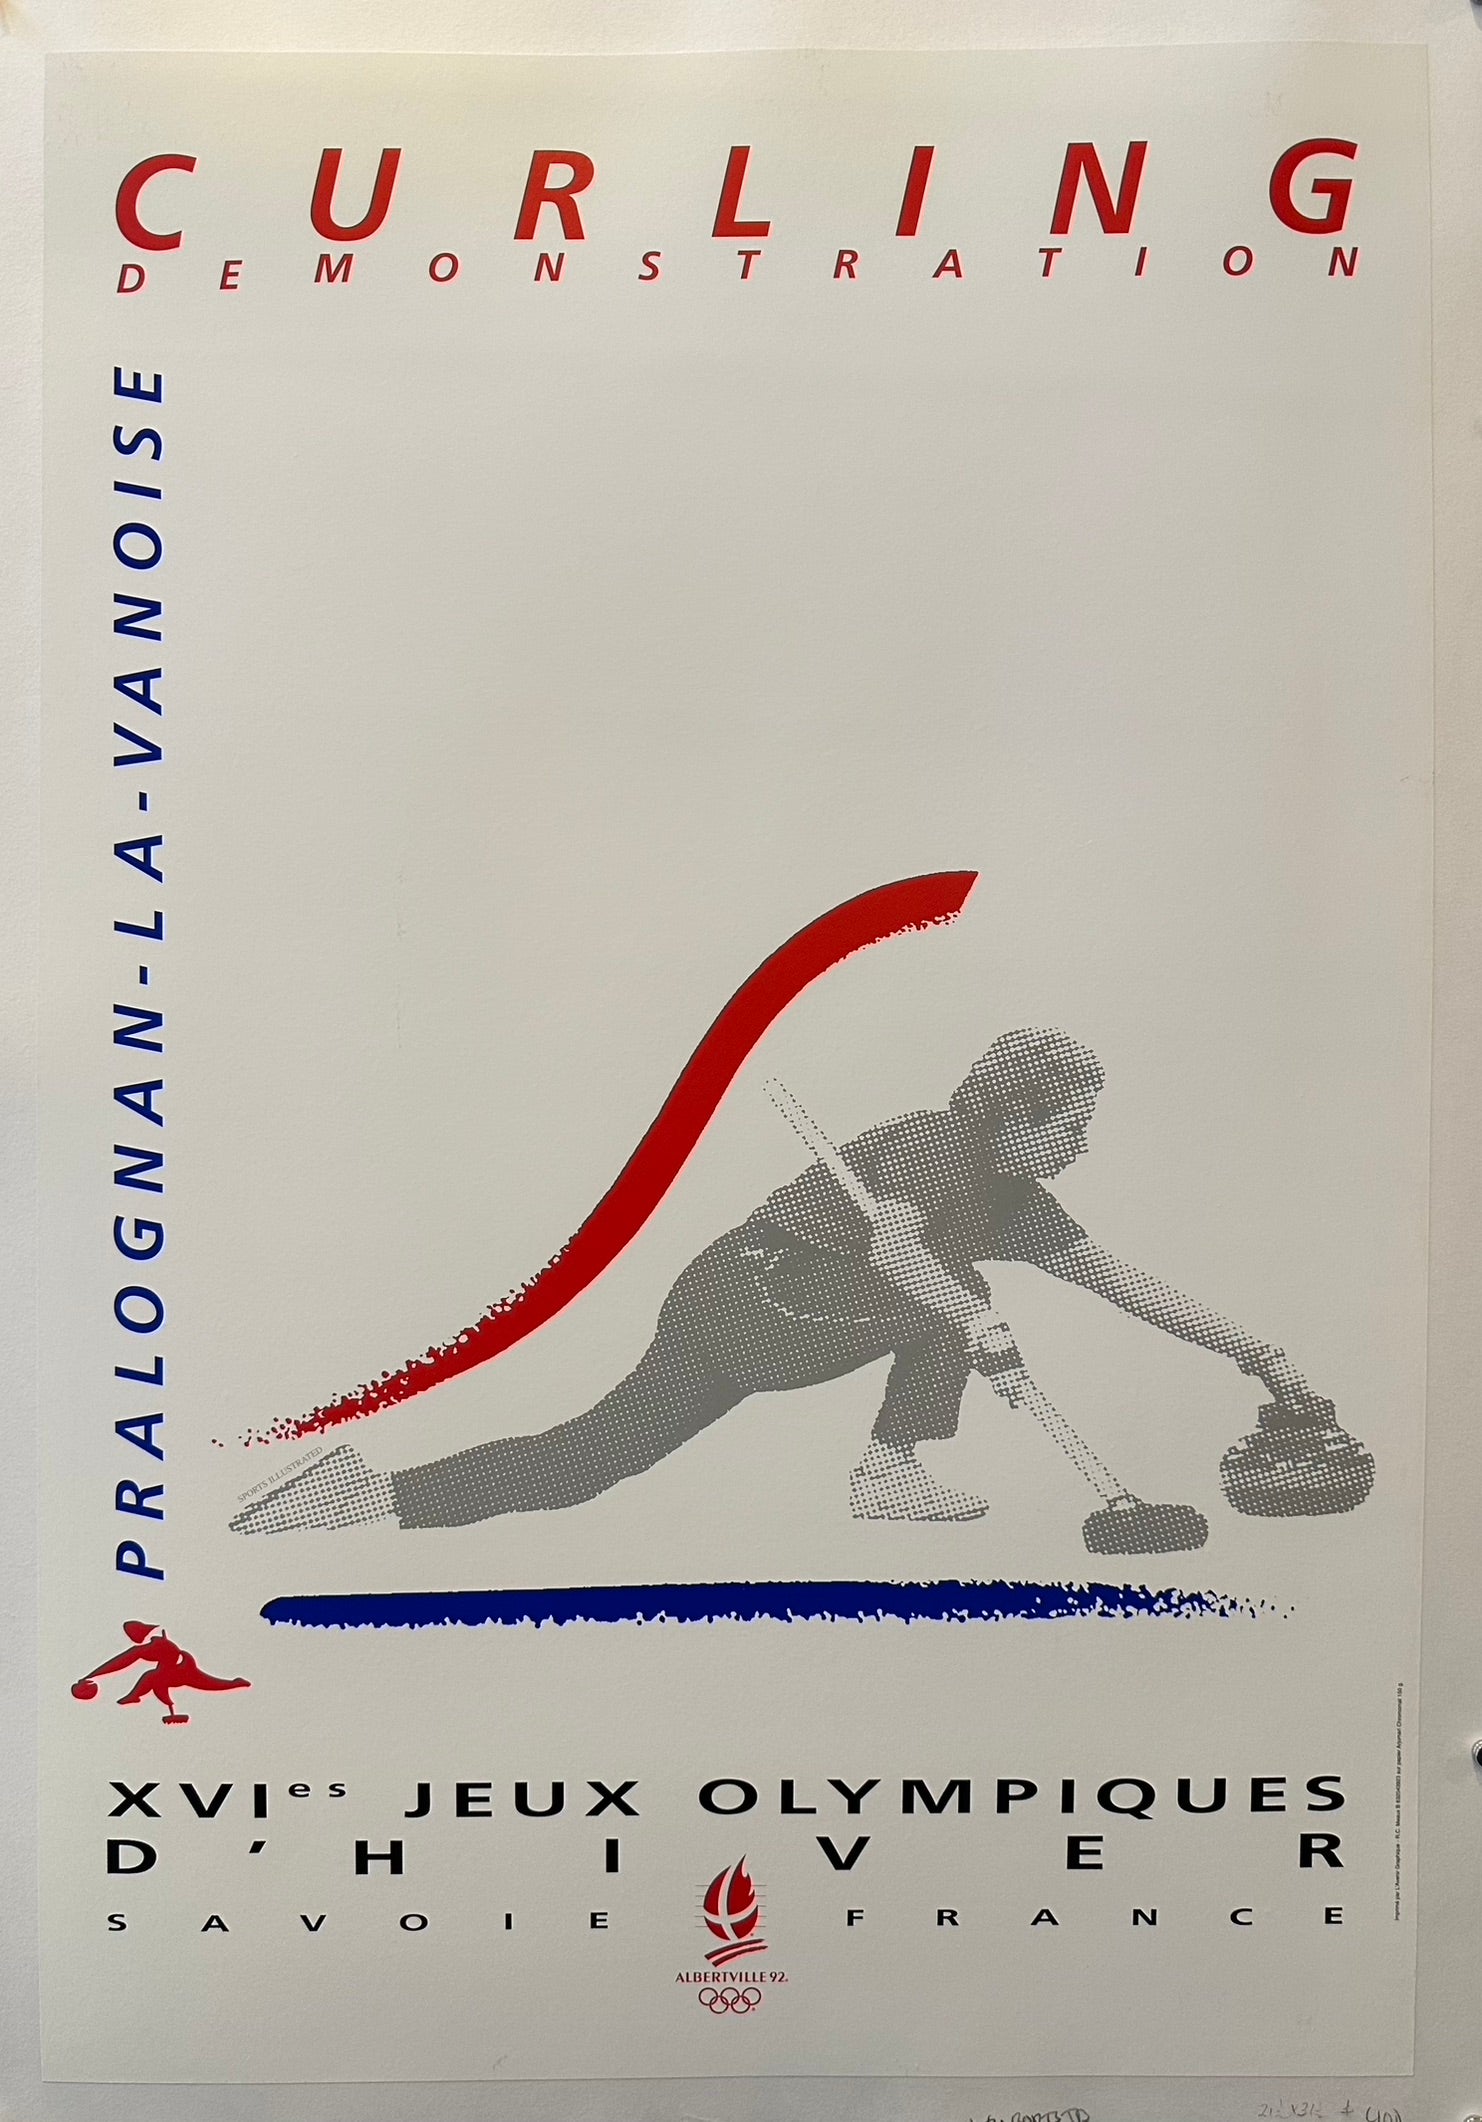 CURLING
DEMONSTRATION
PRALOGNAN-LA-VANOISE
SPORTS ILLUSTRATED
XVIes JEUX OLYMPIQUES
D'HIVER
SAVOIE FRANCE
ALBERTVILLE 92